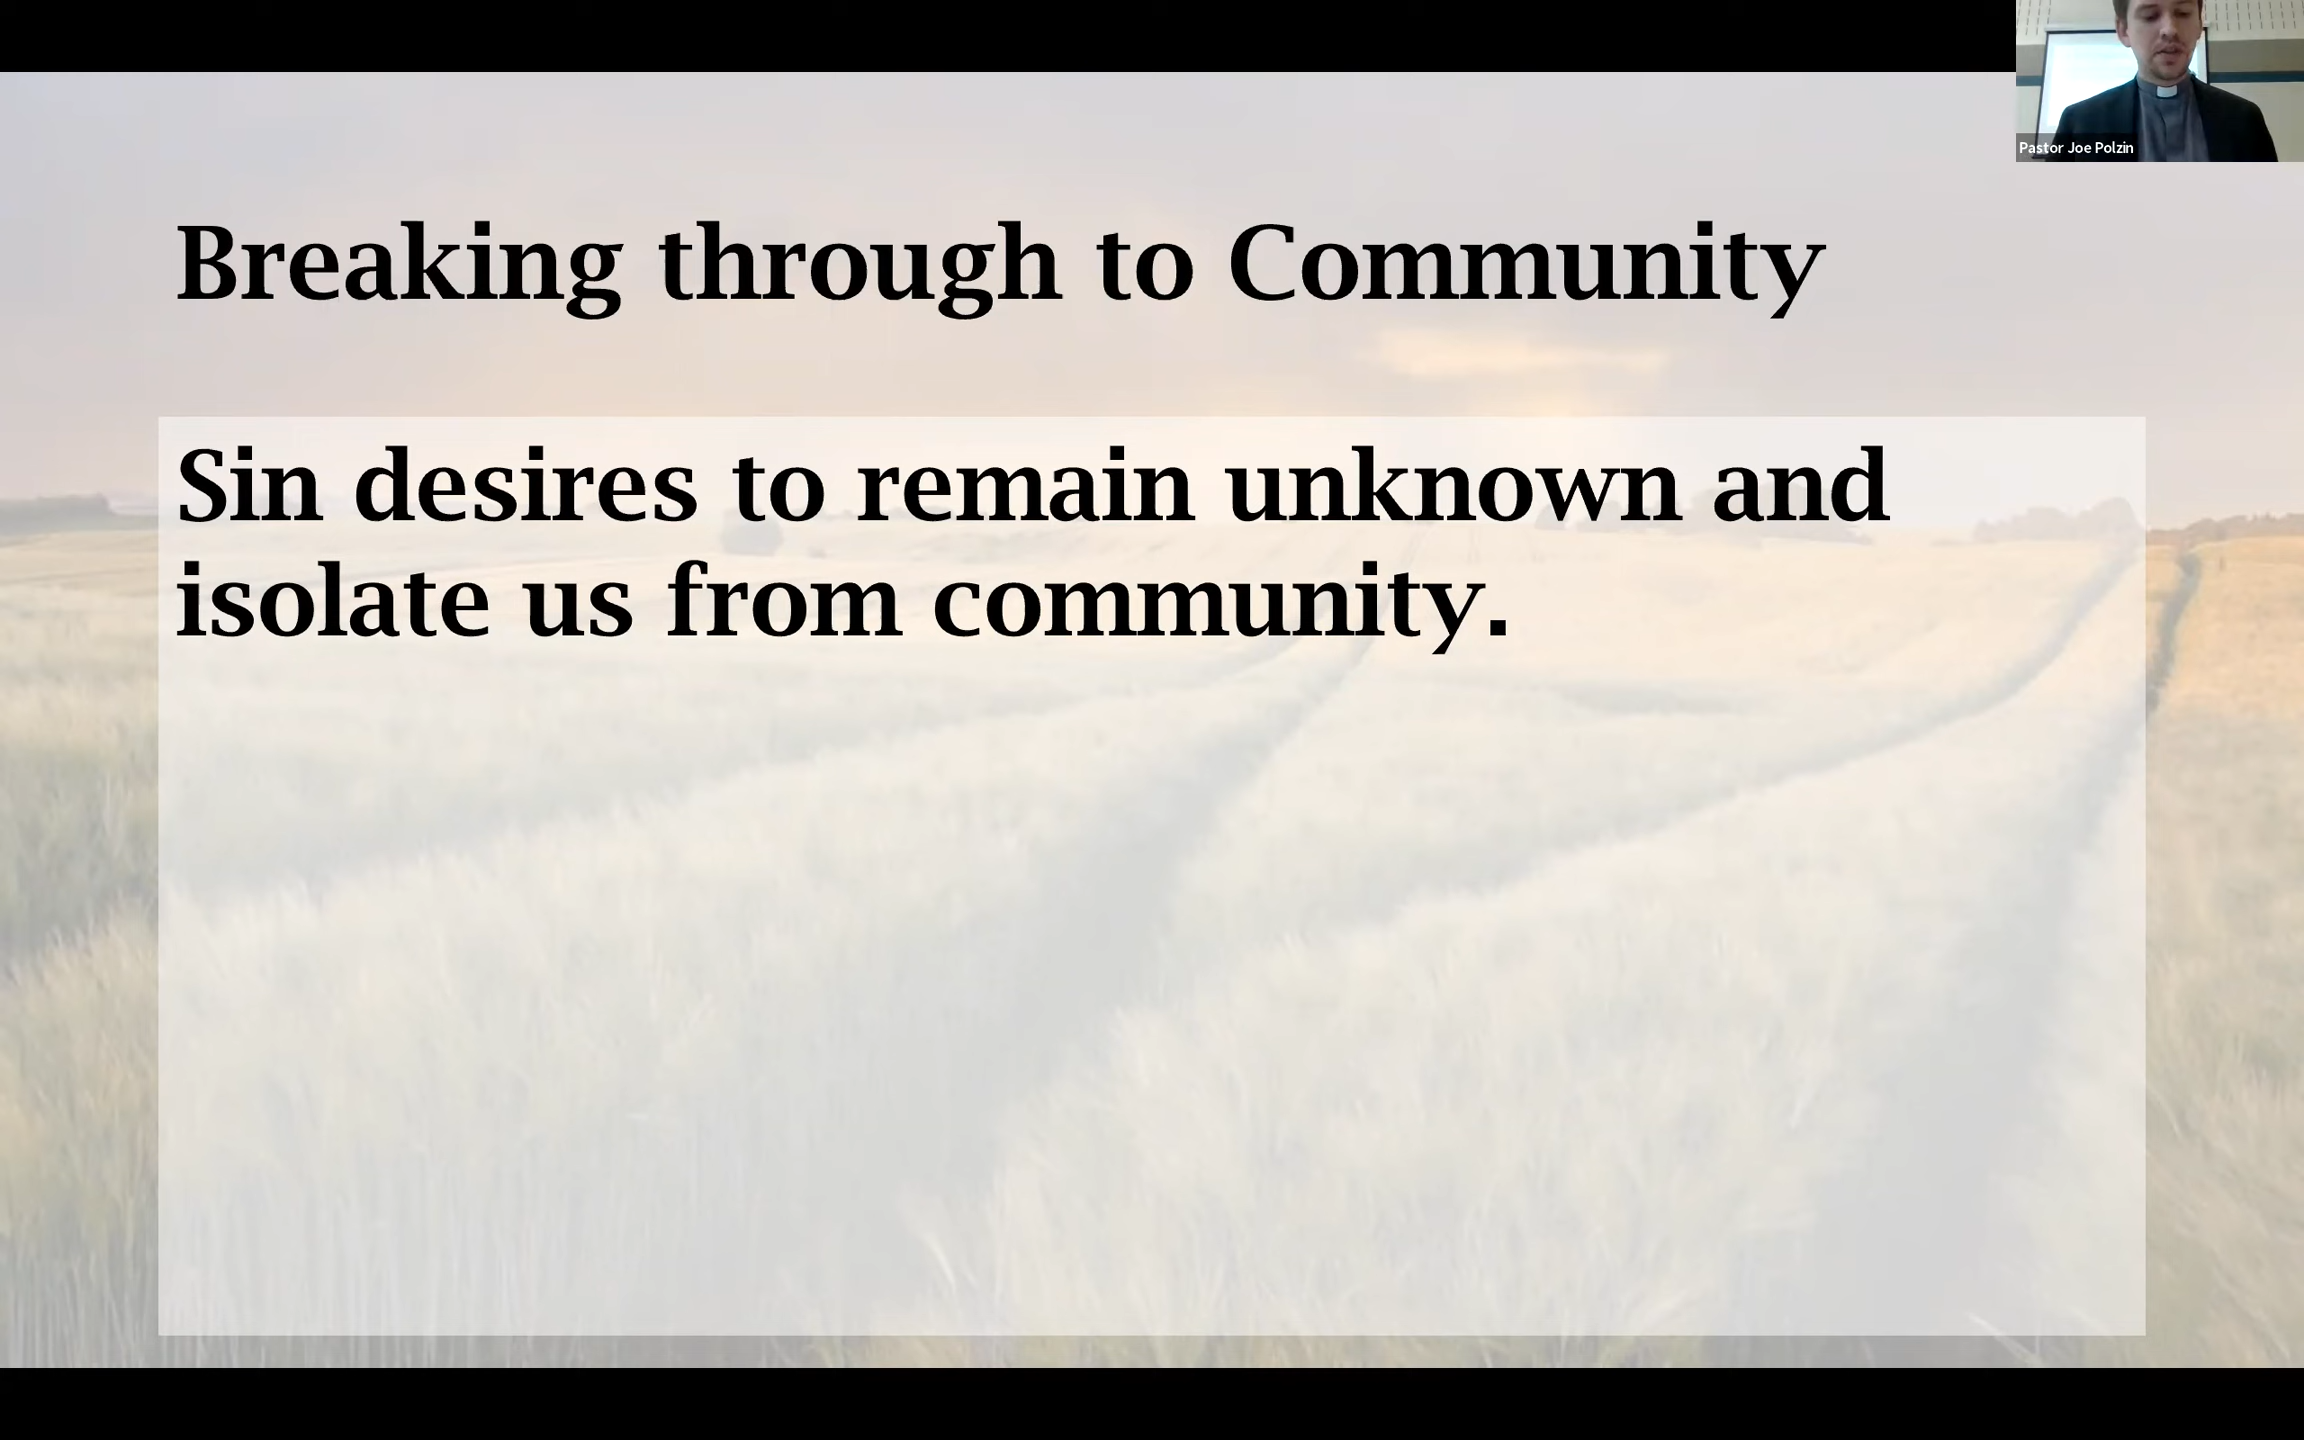 Pastor Joe Polzin
Breaking through to Community
Sin desires to remain unknown and
isolate us from community.